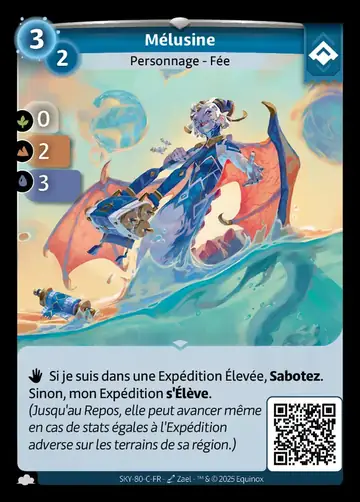 3
2
Mélusine
Personnage - Fée
0
2
3
Si je suis dans une Expédition Élevée, Sabotez.
Sinon, mon Expédition s'Élève.
(Jusqu'au Repos, elle peut avancer même
en cas de stats égales à l'Expédition
adverse sur les terrains de sa région.)
SKY-80-C-FR - Zael - ™ & © 2025 Equinox